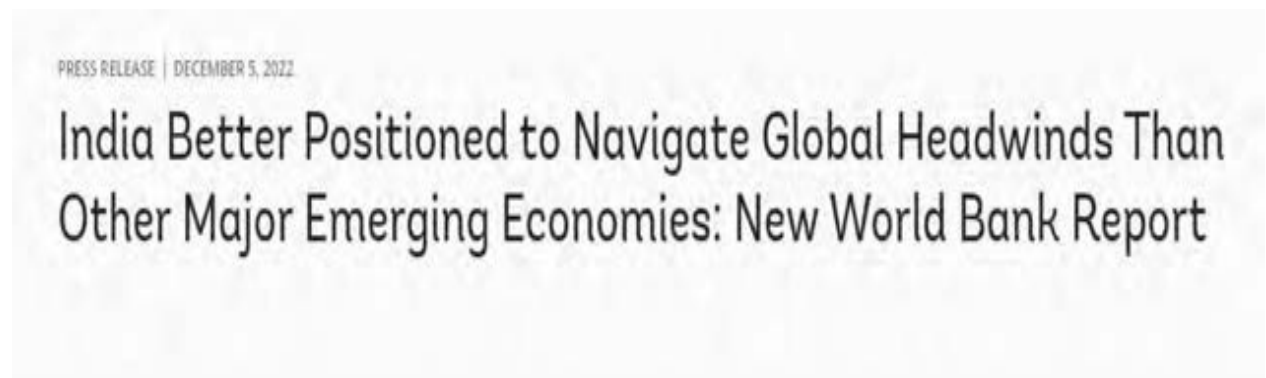 PRESS RELEASE | DECEMBER 5, 2022
India Better Positioned to Navigate Global Headwinds Than
Other Major Emerging Economies: New World Bank Report